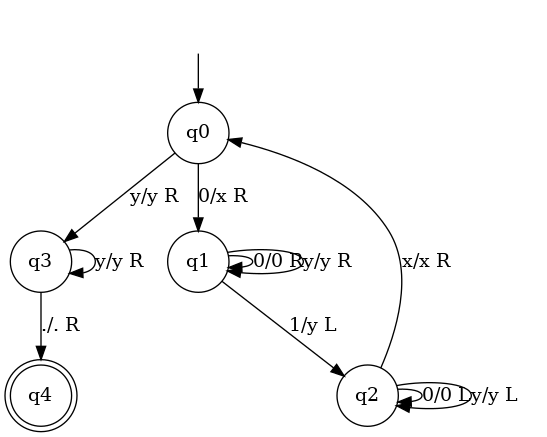 q0
y/y R
0/x R
q3
y/y R
q1
0/0 R
y/y R
x/x R
./. R
1/y L
q4
q2
0/0 L
y/y L